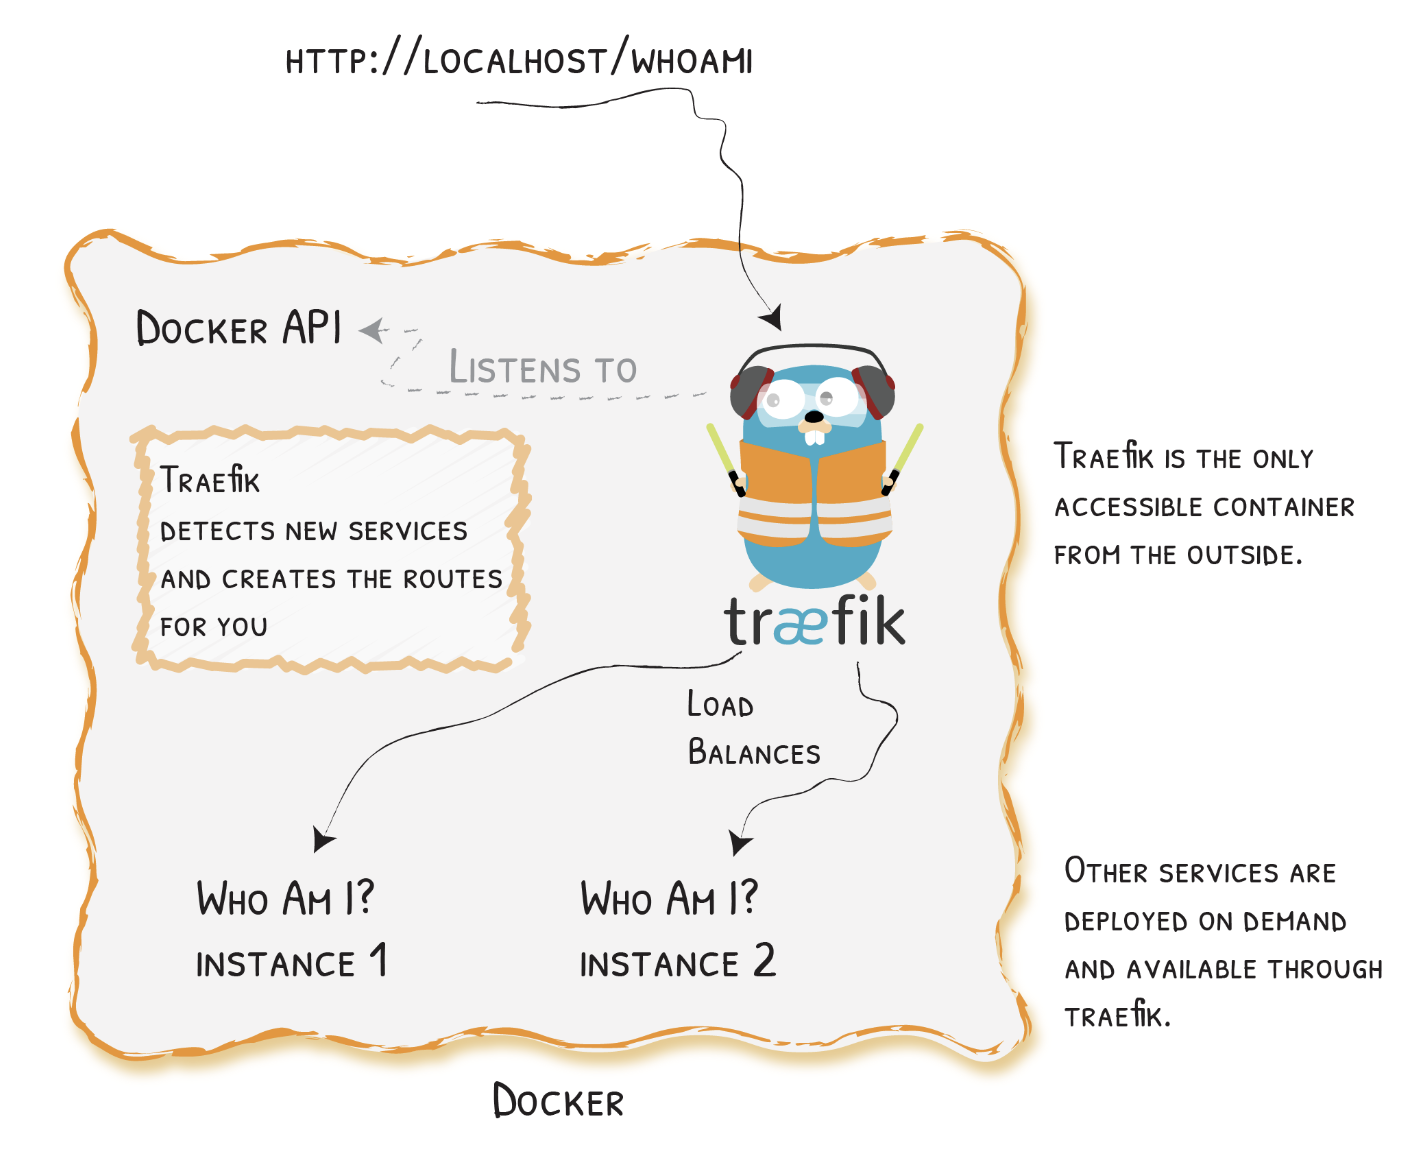 http://localhost/whoami
Docker API
Listens to
Traefik
detects new services
and creates the routes
for you
træfik
Traefik is the only
accessible container
from the outside.
Load
Balances
Who Am I?
instance 1
Who Am I?
instance 2
Other services are
deployed on demand
and available through
traefik.
Docker